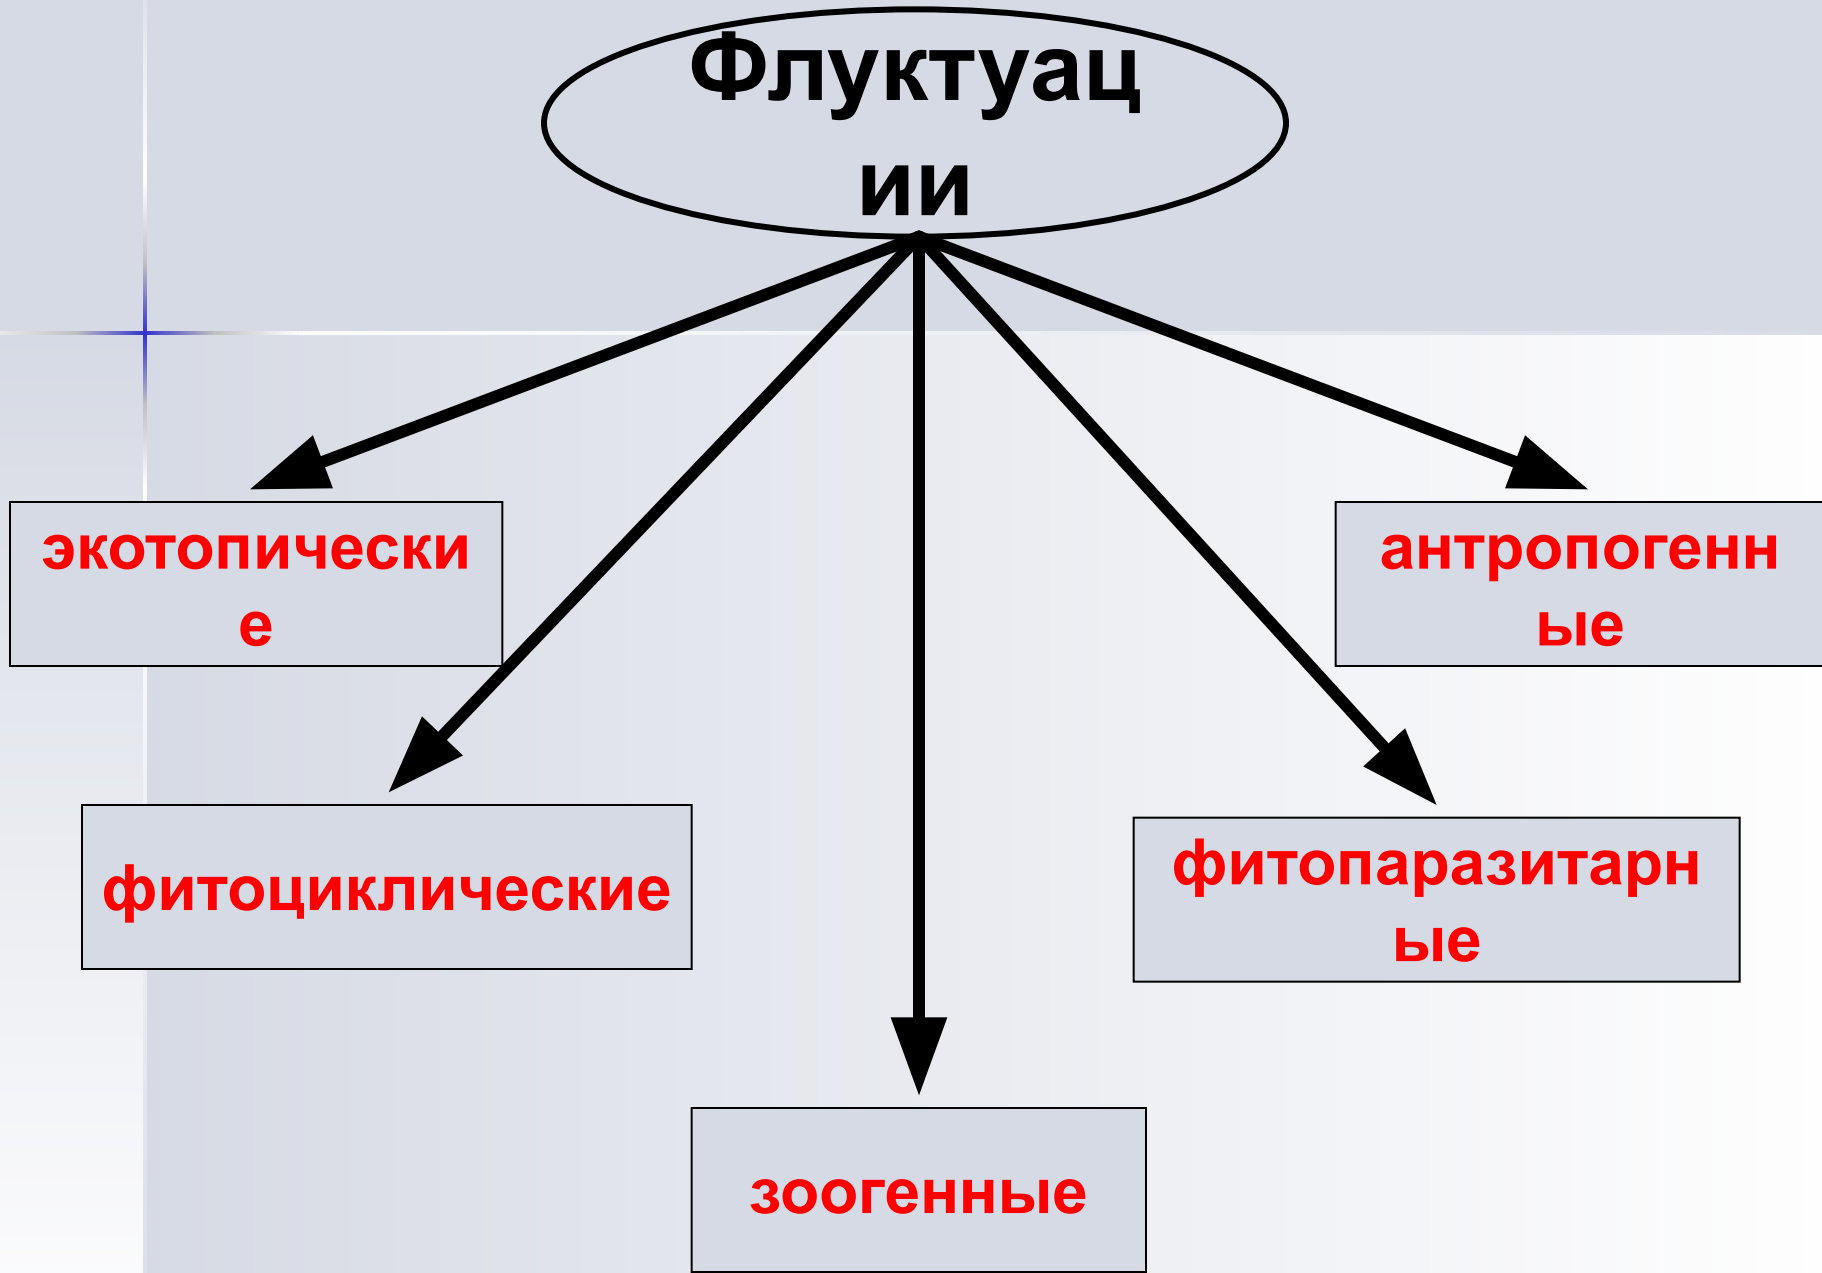 Флуктуац
ии
экотопически
е
антропогенн
ые
фитоциклические
фитопаразитарн
ые
зоогенные